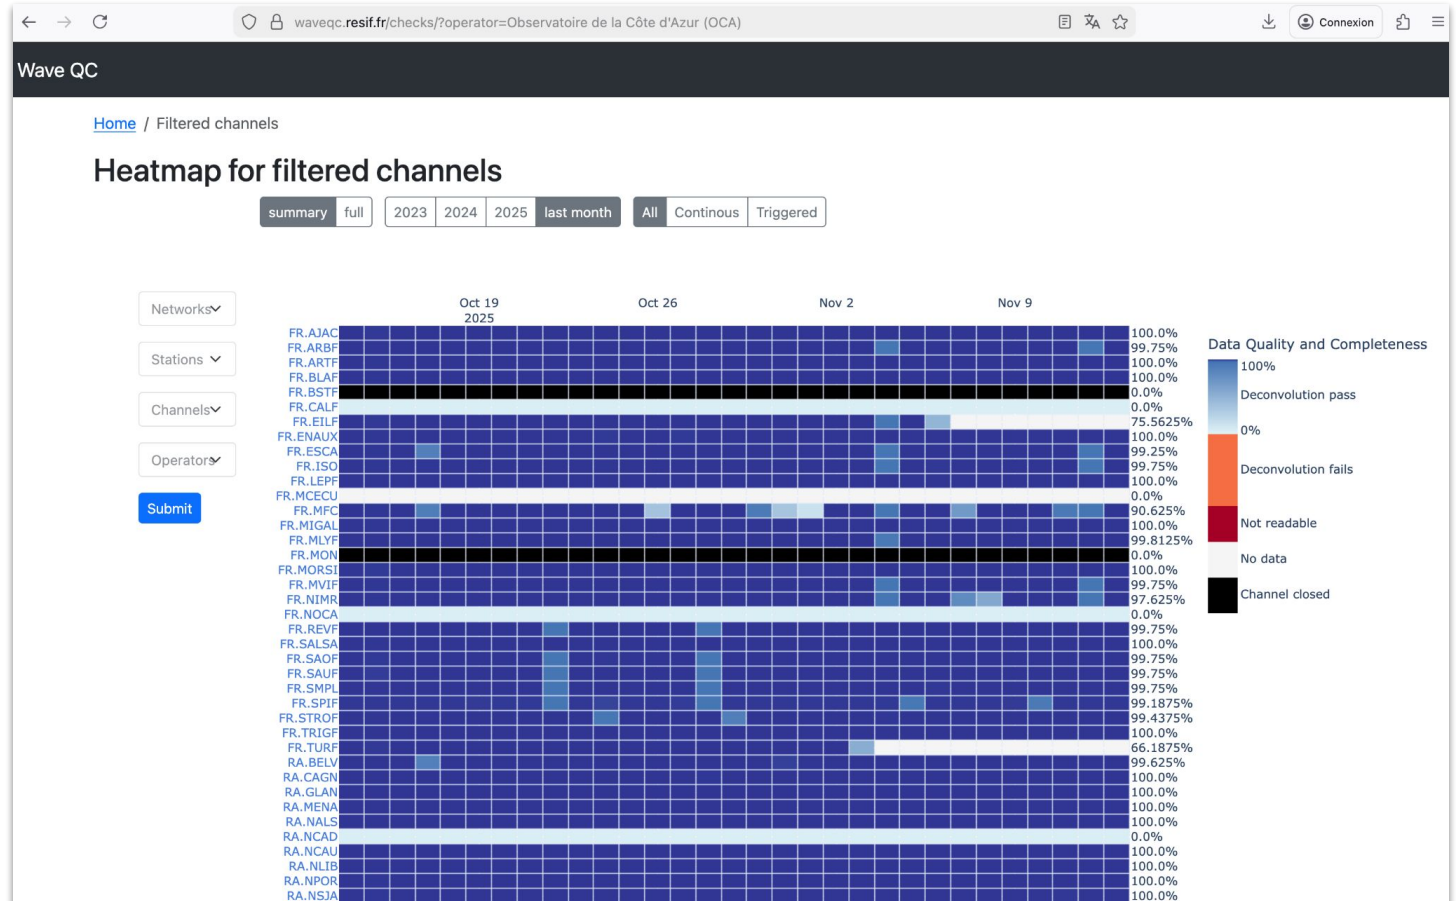 waveqc.resif.fr/checks/?operator=Observatoire de la Côte d'Azur (OCA)
Connexion
Wave QC
Home / Filtered channels
Heatmap for filtered channels
summary full 2023 2024 2025 last month All Continous Triggered
Networks
Stations
Channels
Operators
Submit
Oct 19 Oct 26 Nov 2 Nov 9
2025
FR.AJAC 100.0%
FR.ARBF 99.75%
FR.ARTF 100.0%
FR.BLAF 100.0%
FR.BSTF 0.0%
FR.CALF 0.0%
FR.EILF 75.5625%
FR.ENAUX 100.0%
FR.ESCA 99.25%
FR.ISO 99.75%
FR.LEPF 100.0%
FR.MCECU 0.0%
FR.MFC 90.625%
FR.MIGAL 100.0%
FR.MLYF 99.8125%
FR.MON 0.0%
FR.MORSI 100.0%
FR.MVIF 99.75%
FR.NIMR 97.625%
FR.NOCA 0.0%
FR.REVF 99.75%
FR.SALSA 100.0%
FR.SAOF 99.75%
FR.SAUF 99.75%
FR.SMPL 99.75%
FR.SPIF 99.1875%
FR.STROF 99.4375%
FR.TRIGF 100.0%
FR.TURF 66.1875%
RA.BELV 99.625%
RA.CAGN 100.0%
RA.GLAN 100.0%
RA.MENA 100.0%
RA.NALS 100.0%
RA.NCAD 0.0%
RA.NCAU 100.0%
RA.NLIB 100.0%
RA.NPOR 100.0%
RA.NSJA 100.0%
Data Quality and Completeness
100%
Deconvolution pass
0%
Deconvolution fails
Not readable
No data
Channel closed